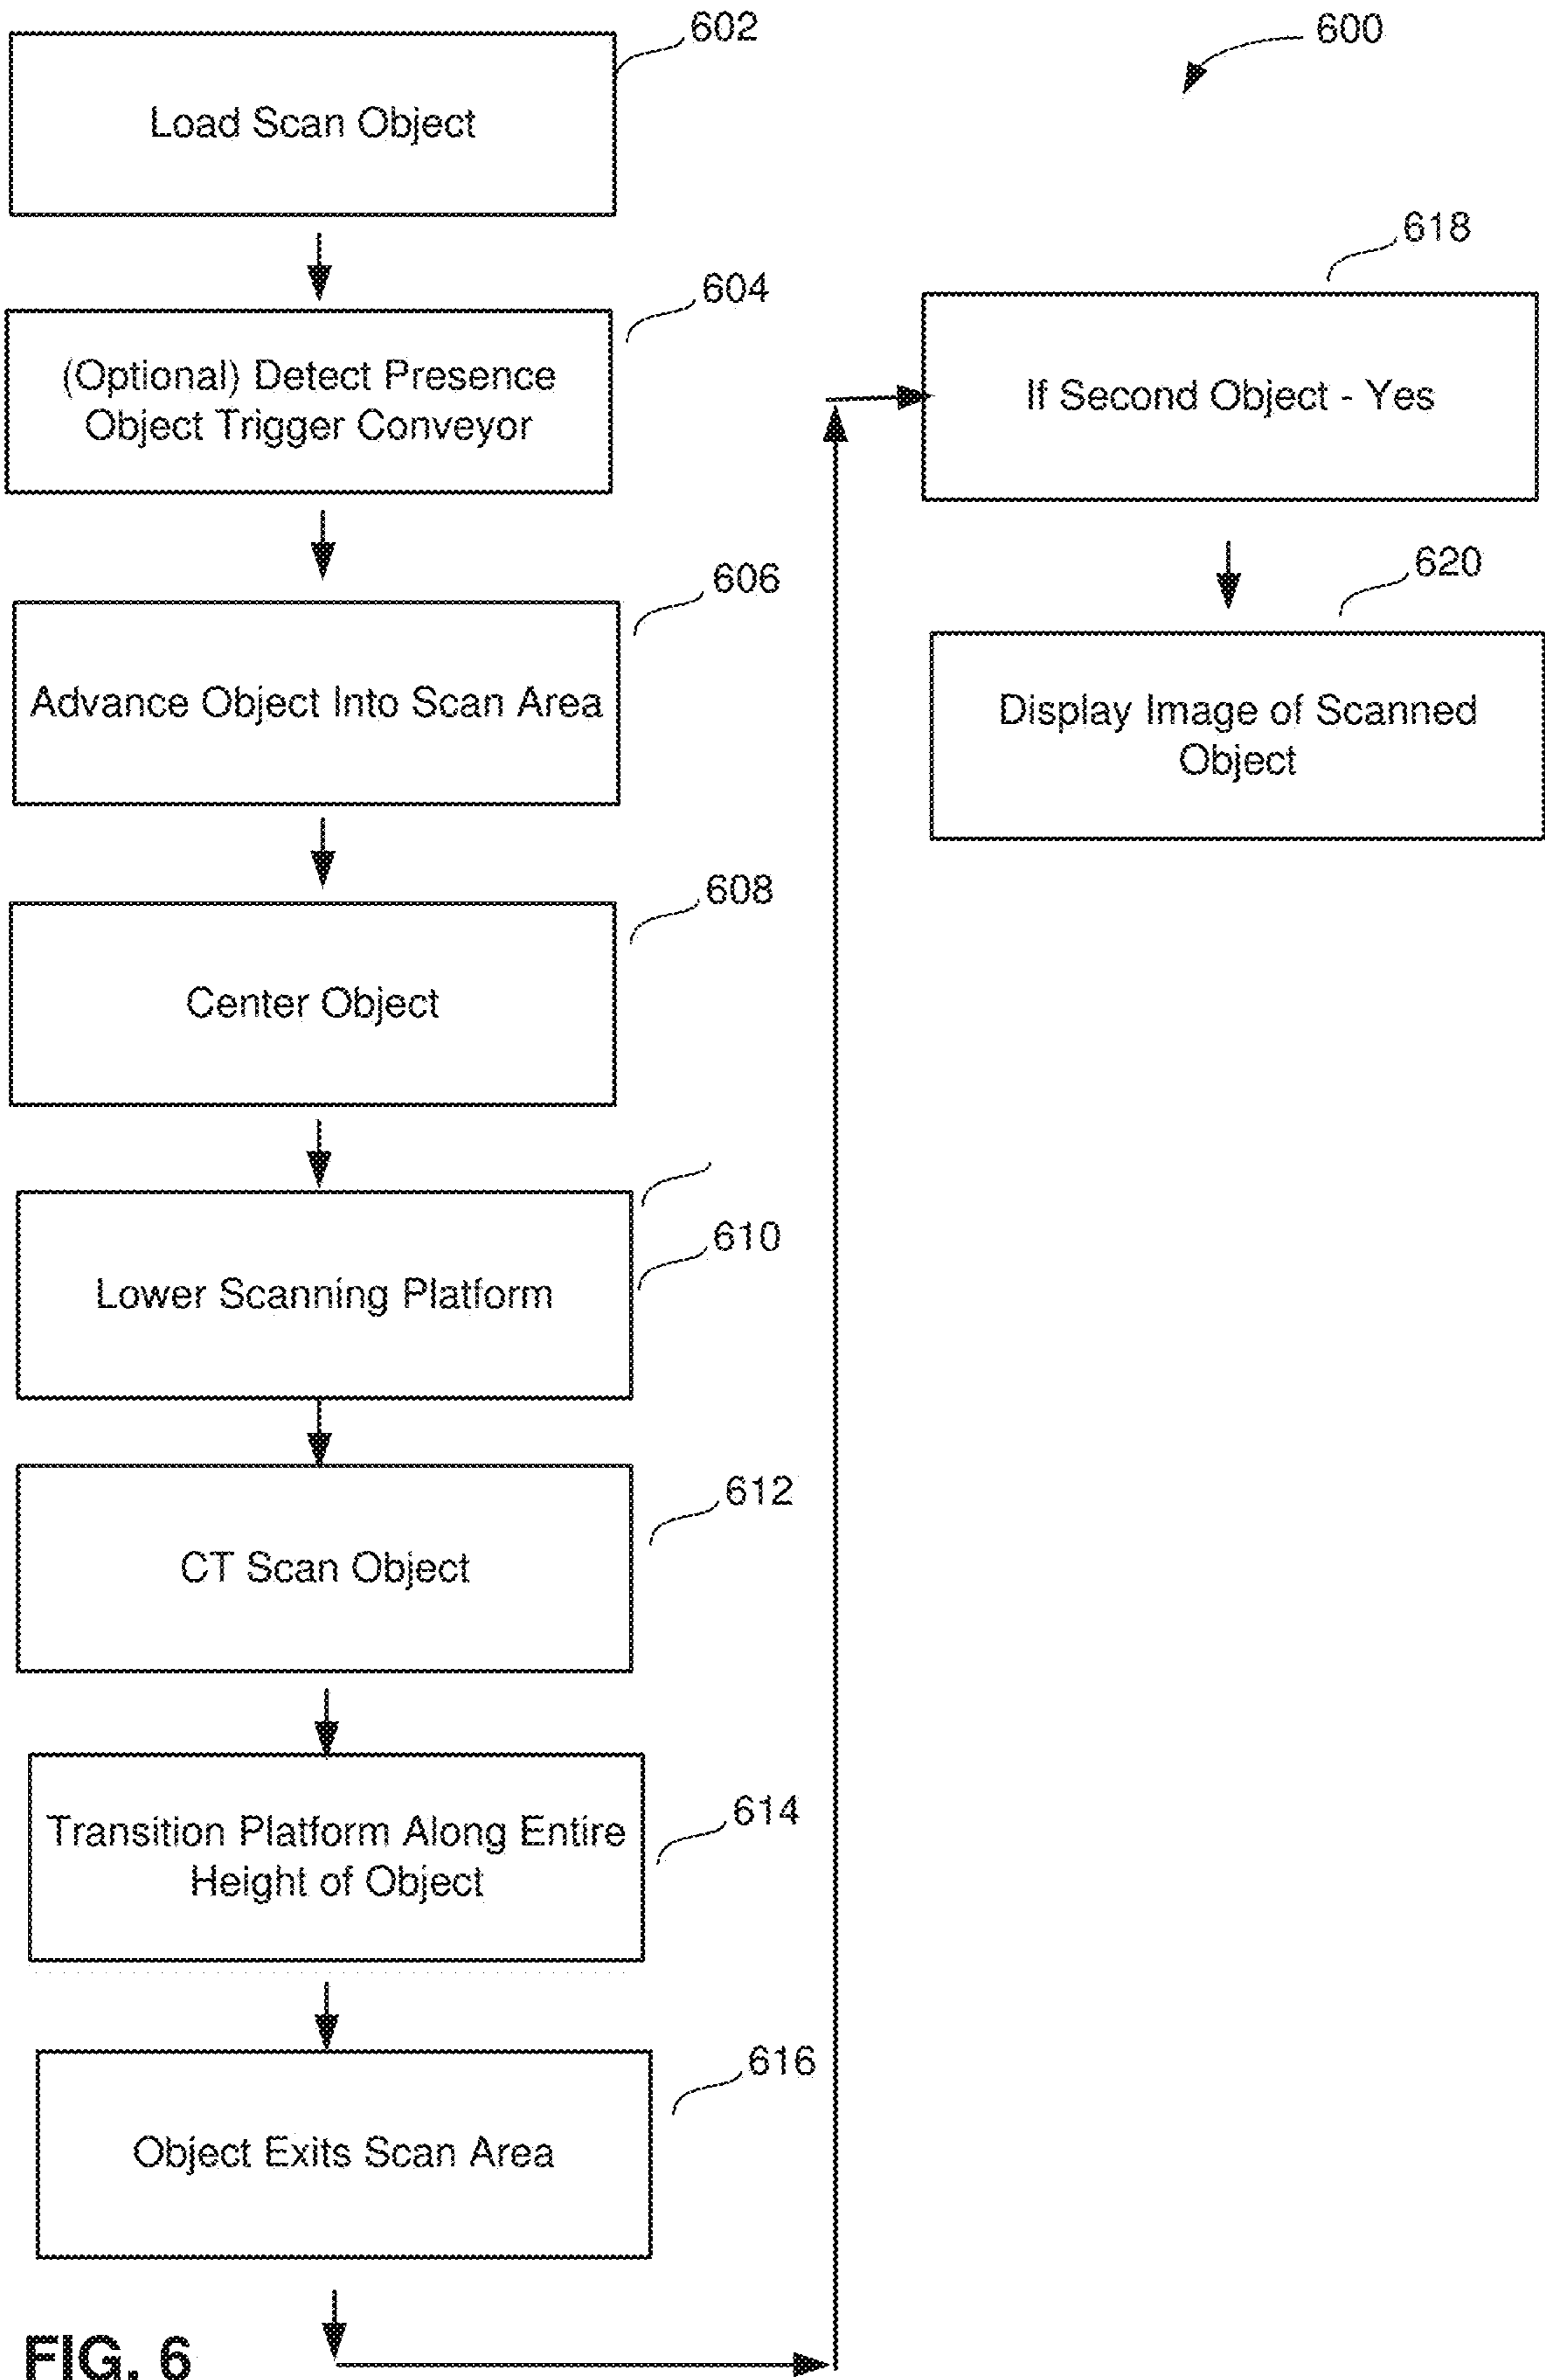 602
600
Load Scan Object
604
(Optional) Detect Presence
Object Trigger Conveyor
606
Advance Object Into Scan Area
608
Center Object
610
Lower Scanning Platform
612
CT Scan Object
614
Transition Platform Along Entire
Height of Object
616
Object Exits Scan Area
618
If Second Object - Yes
620
Display Image of Scanned
Object
FIG. 6